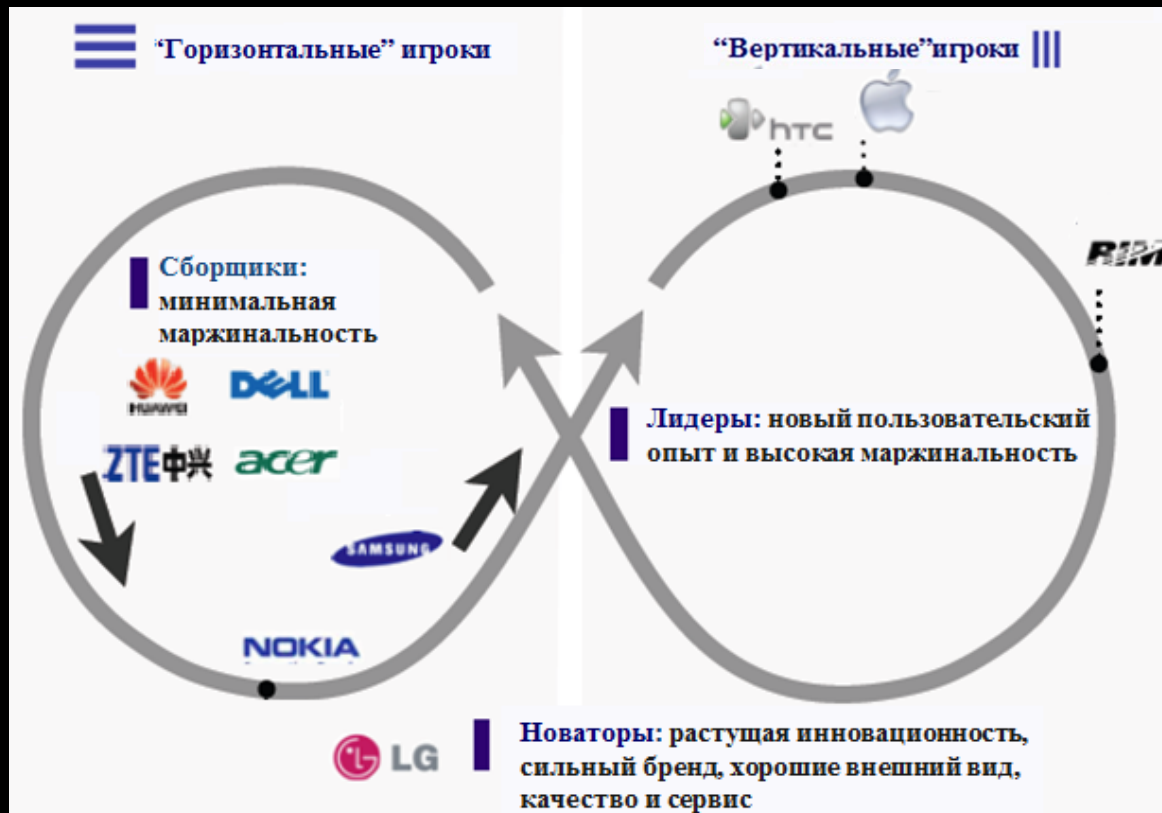 “Горизонтальные” игроки
“Вертикальные”игроки
hTC
RIM
Сборщики:
минимальная
маржинальность
HUAWEI
DELL
ZTE中兴
acer
Лидеры: новый пользовательский
опыт и высокая маржинальность
SAMSUNG
NOKIA
LG
Новаторы: растущая инновационность,
сильный бренд, хорошие внешний вид,
качество и сервис